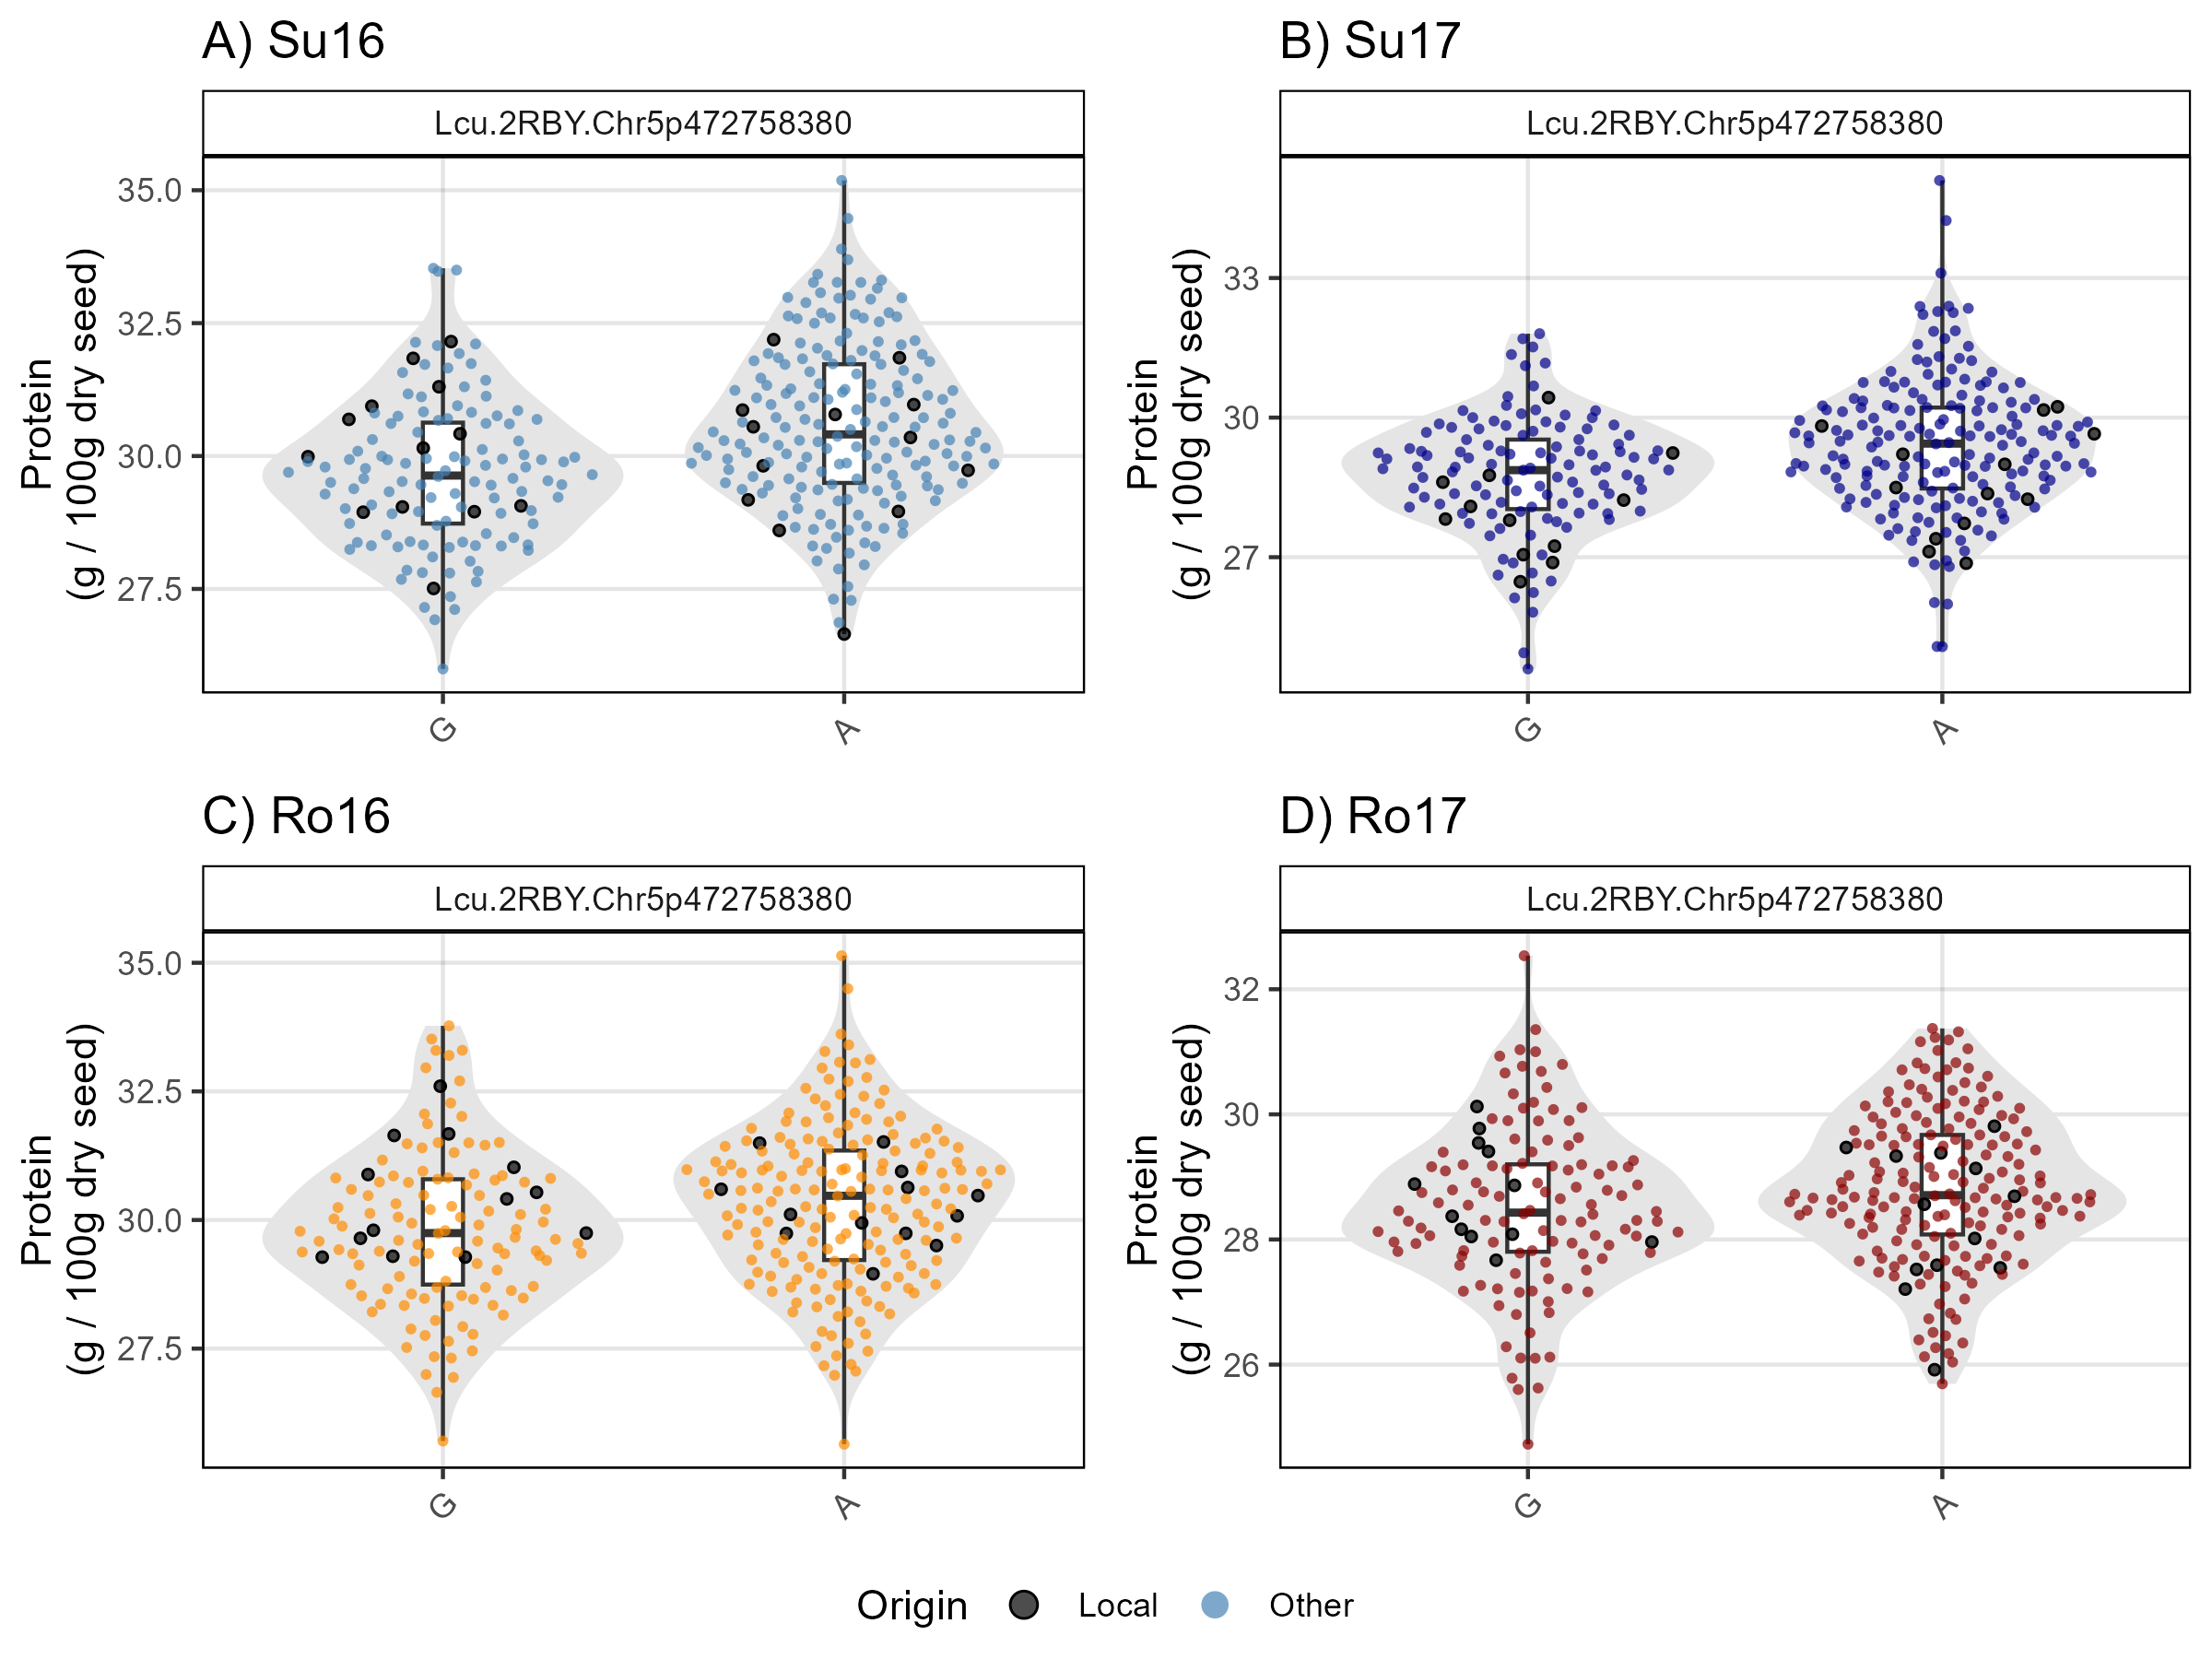 A) Su16
Lcu.2RBY.Chr5p472758380
Protein
(g / 100g dry seed)
35.0
32.5
30.0
27.5
G
A
B) Su17
Lcu.2RBY.Chr5p472758380
Protein
(g / 100g dry seed)
33
30
27
G
A
C) Ro16
Lcu.2RBY.Chr5p472758380
Protein
(g / 100g dry seed)
35.0
32.5
30.0
27.5
G
A
D) Ro17
Lcu.2RBY.Chr5p472758380
Protein
(g / 100g dry seed)
32
30
28
26
G
A
Origin Local Other